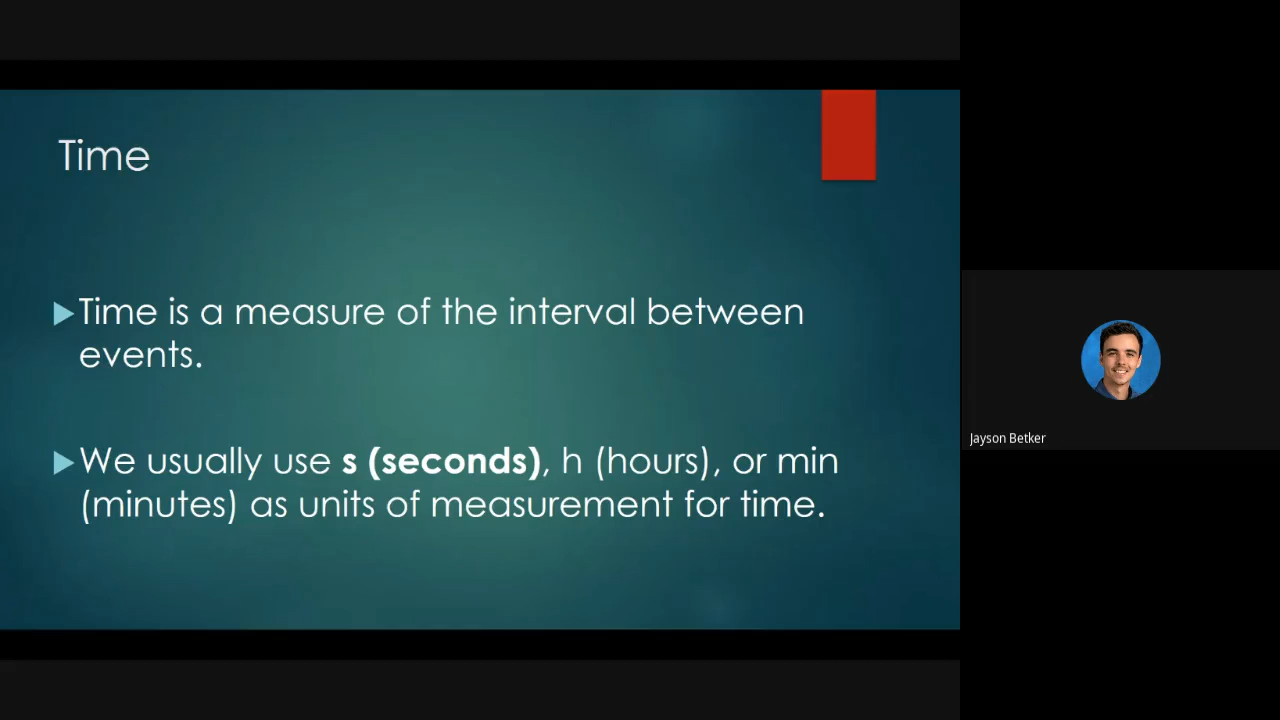 Time
Time is a measure of the interval between
events.
We usually use s (seconds), h (hours), or min
(minutes) as units of measurement for time.
Jayson Betker